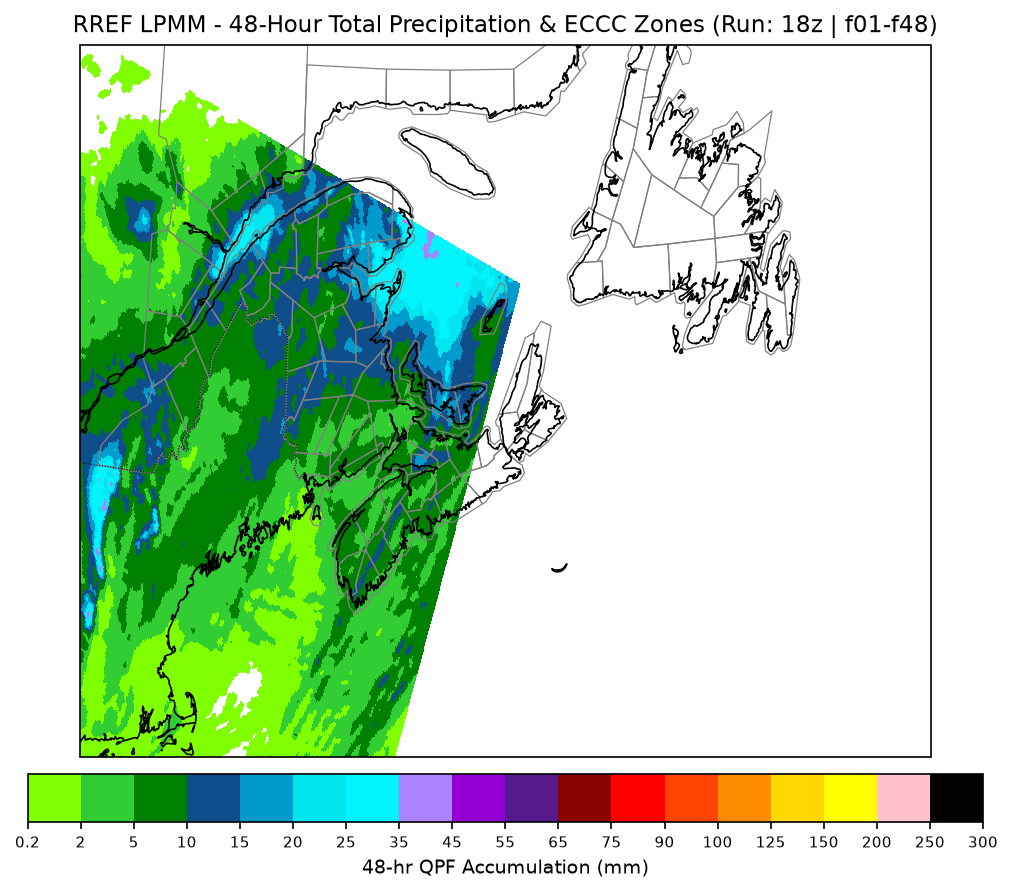 RREF LPMM - 48-Hour Total Precipitation & ECCC Zones (Run: 18z | f01-f48)
0.2 2 5 10 15 20 25 35 45 55 65 75 90 100 125 150 200 250 300
48-hr QPF Accumulation (mm)